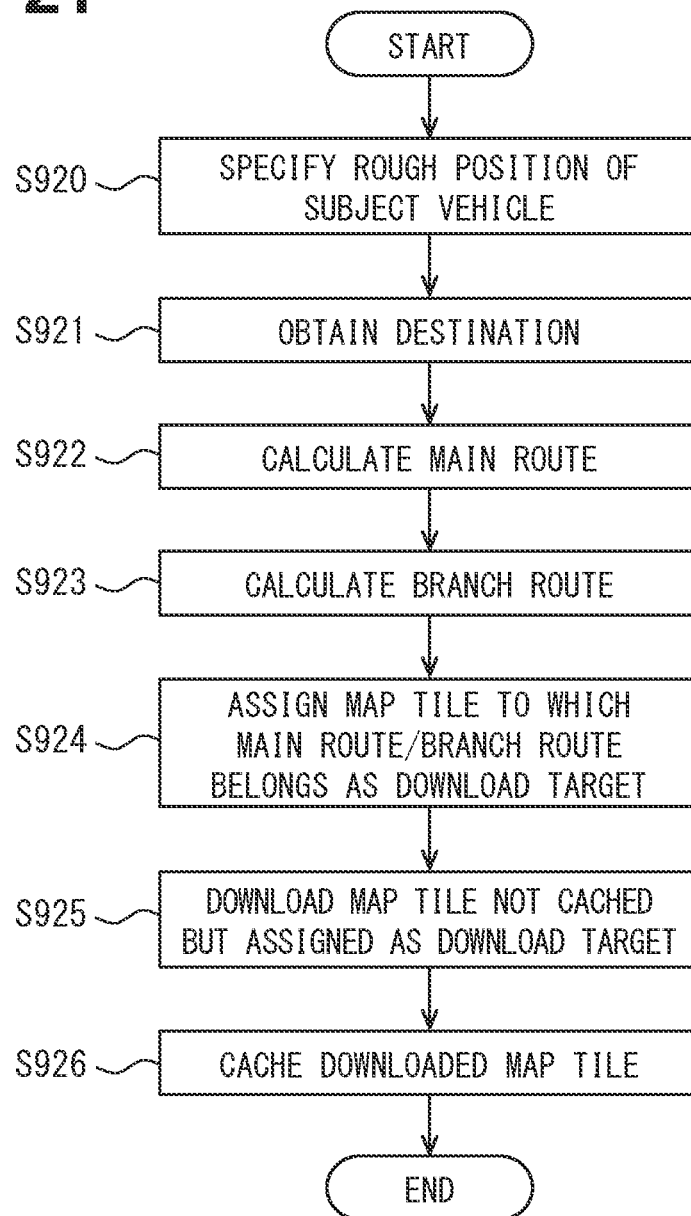 START
S920
SPECIFY ROUGH POSITION OF
SUBJECT VEHICLE
S921
OBTAIN DESTINATION
S922
CALCULATE MAIN ROUTE
S923
CALCULATE BRANCH ROUTE
S924
ASSIGN MAP TILE TO WHICH
MAIN ROUTE/BRANCH ROUTE
BELONGS AS DOWNLOAD TARGET
S925
DOWNLOAD MAP TILE NOT CACHED
BUT ASSIGNED AS DOWNLOAD TARGET
S926
CACHE DOWNLOADED MAP TILE
END